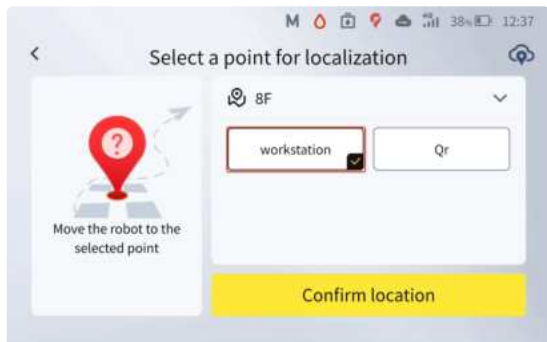 M 4G 38% 12:37
Select a point for localization
8F
workstation
Qr
?
Move the robot to the
selected point
Confirm location